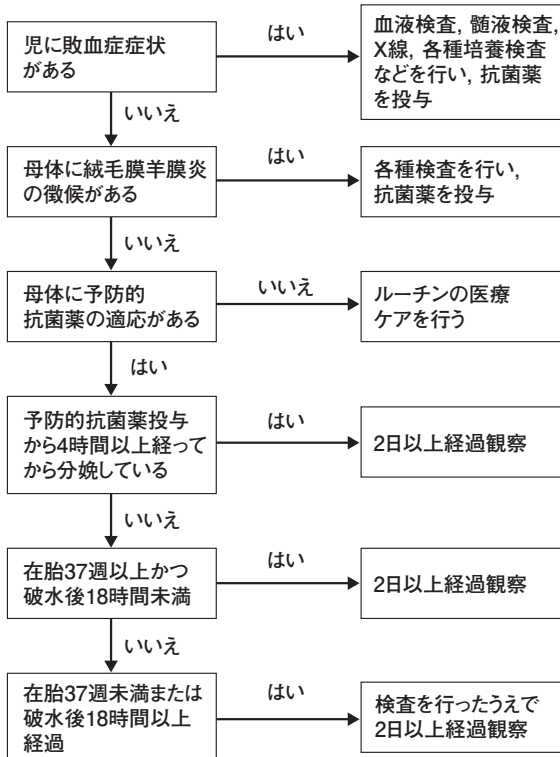 児に敗血症症状
がある
はい
血液検査, 髄液検査,
X線, 各種培養検査
などを行い, 抗菌薬
を投与
いいえ
母体に絨毛膜羊膜炎
の徴候がある
はい
各種検査を行い,
抗菌薬を投与
いいえ
母体に予防的
抗菌薬の適応がある
いいえ
ルーチンの医療
ケアを行う
はい
予防的抗菌薬投与
から4時間以上経って
から分娩している
はい
2日以上経過観察
いいえ
在胎37週以上かつ
破水後18時間未満
はい
2日以上経過観察
いいえ
在胎37週未満または
破水後18時間以上
経過
はい
検査を行ったうえで
2日以上経過観察